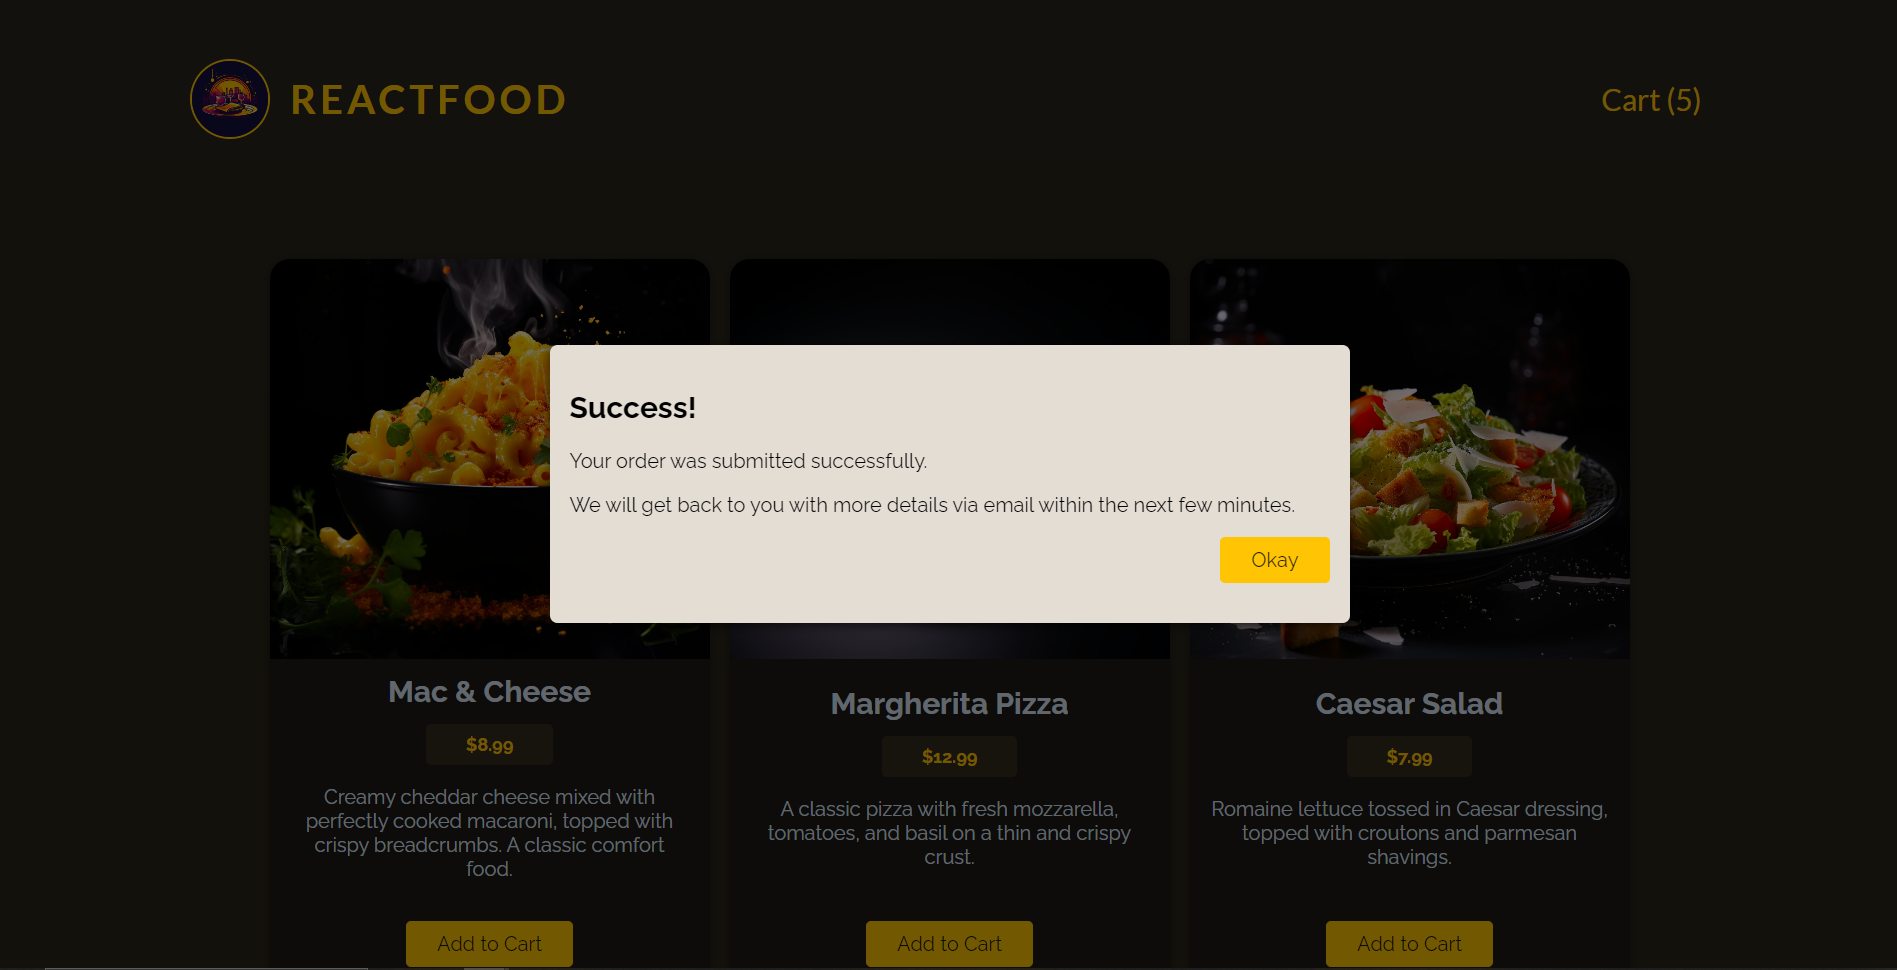 REACTFOOD
Cart (5)
Success!
Your order was submitted successfully.
We will get back to you with more details via email within the next few minutes.
Okay
Mac & Cheese
$8.99
Creamy cheddar cheese mixed with
perfectly cooked macaroni, topped with
crispy breadcrumbs. A classic comfort
food.
Add to Cart
Margherita Pizza
$12.99
A classic pizza with fresh mozzarella,
tomatoes, and basil on a thin and crispy
crust.
Add to Cart
Caesar Salad
$7.99
Romaine lettuce tossed in Caesar dressing,
topped with croutons and parmesan
shavings.
Add to Cart